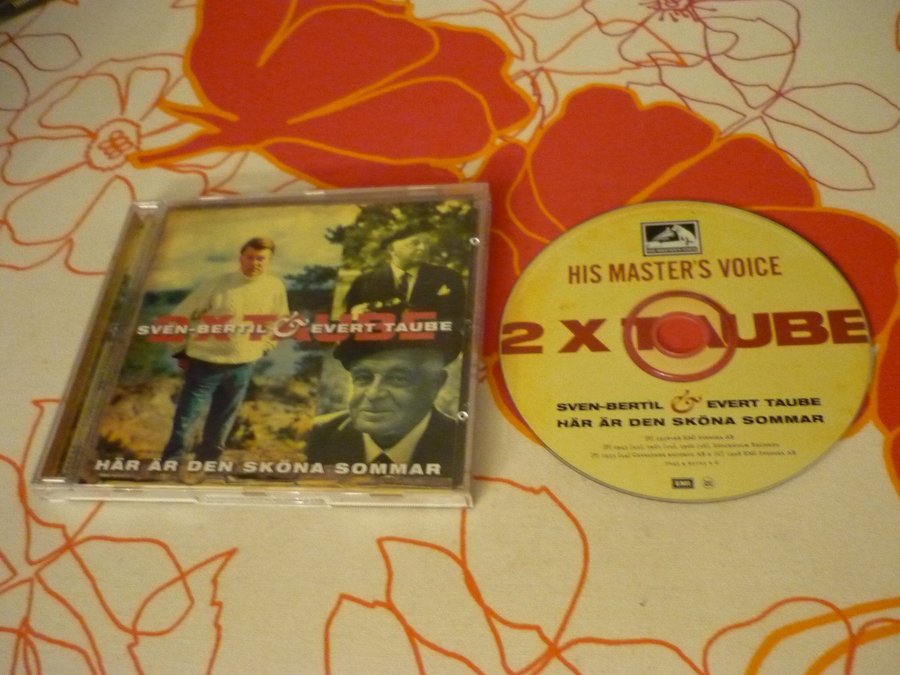 2 X TAUBE
SVEN-BERTIL & EVERT TAUBE
HÄR ÄR DEN SKÖNA SOMMAR
HIS MASTER'S VOICE
2 X TAUBE
SVEN-BERTIL & EVERT TAUBE
HÄR ÄR DEN SKÖNA SOMMAR
EMI